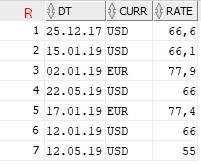 R DT CURR RATE
1 25.12.17 USD 66,6
2 15.01.19 USD 66,1
3 02.01.19 EUR 77,9
4 22.05.19 USD 66
5 17.01.19 EUR 77,4
6 12.01.19 USD 66
7 12.05.19 USD 55